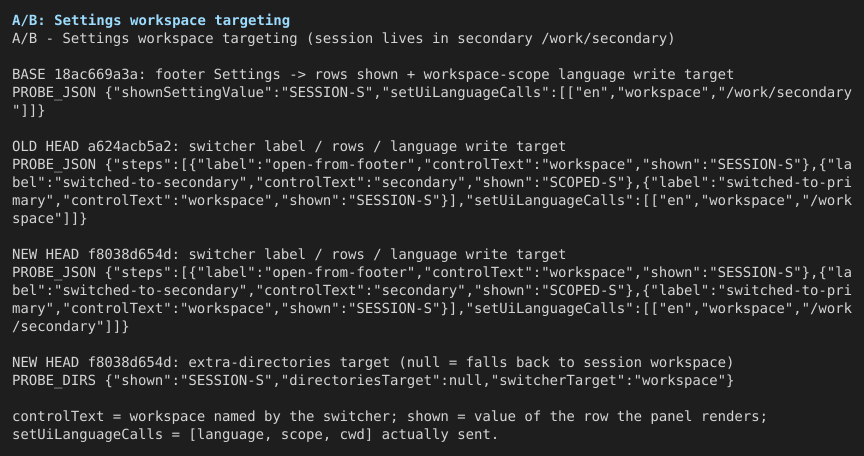 A/B: Settings workspace targeting
A/B - Settings workspace targeting (session lives in secondary /work/secondary)
BASE 18ac669a3a: footer Settings -> rows shown + workspace-scope language write target
PROBE_JSON {"shownSettingValue":"SESSION-S","setUiLanguageCalls":[["en","workspace","/work/secondary
"]]}
OLD HEAD a624acb5a2: switcher label / rows / language write target
PROBE_JSON {"steps":[{"label":"open-from-footer","controlText":"workspace","shown":"SESSION-S"},{"la
bel":"switched-to-secondary","controlText":"secondary","shown":"SCOPED-S"},{"label":"switched-to-pri
mary","controlText":"workspace","shown":"SESSION-S"}],"setUiLanguageCalls":[["en","workspace","/work
space"]]}
NEW HEAD f8038d654d: switcher label / rows / language write target
PROBE_JSON {"steps":[{"label":"open-from-footer","controlText":"workspace","shown":"SESSION-S"},{"la
bel":"switched-to-secondary","controlText":"secondary","shown":"SCOPED-S"},{"label":"switched-to-pri
mary","controlText":"workspace","shown":"SESSION-S"}],"setUiLanguageCalls":[["en","workspace","/work
/secondary"]]}
NEW HEAD f8038d654d: extra-directories target (null = falls back to session workspace)
PROBE_DIRS {"shown":"SESSION-S","directoriesTarget":null,"switcherTarget":"workspace"}
controlText = workspace named by the switcher; shown = value of the row the panel renders;
setUiLanguageCalls = [language, scope, cwd] actually sent.